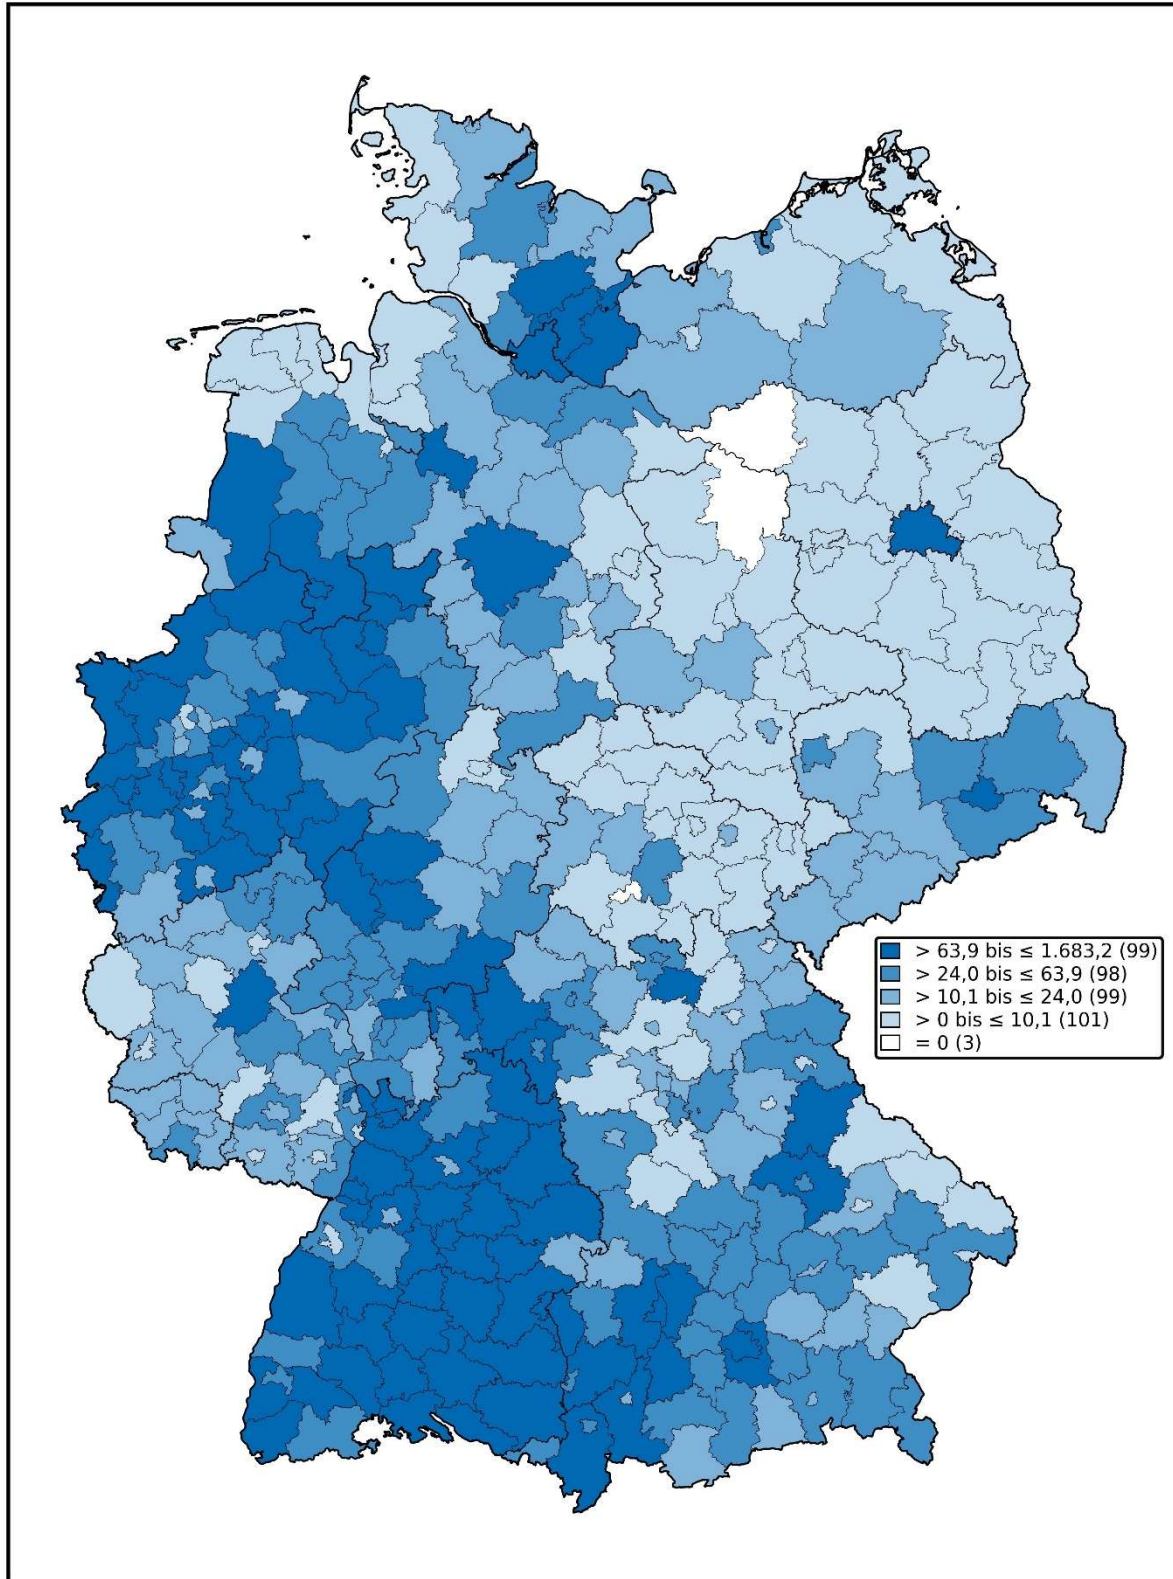 > 63,9 bis ≤ 1.683,2 (99)
> 24,0 bis ≤ 63,9 (98)
> 10,1 bis ≤ 24,0 (99)
> 0 bis ≤ 10,1 (101)
= 0 (3)